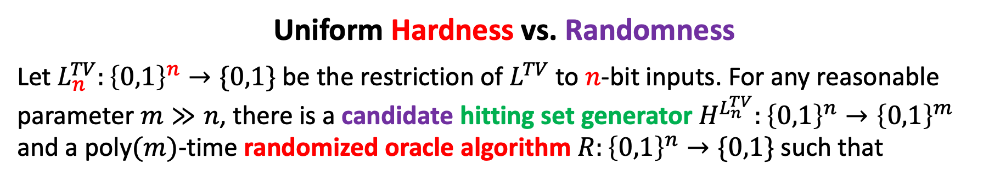 Uniform Hardness vs. Randomness
Let $L_n^{TV}: \{0,1\}^n \to \{0,1\}$ be the restriction of $L^{TV}$ to $n$-bit inputs. For any reasonable
parameter $m \gg n$, there is a candidate hitting set generator $H^{L_n^{TV}}: \{0,1\}^n \to \{0,1\}^m$
and a poly$(m)$-time randomized oracle algorithm $R: \{0,1\}^n \to \{0,1\}$ such that